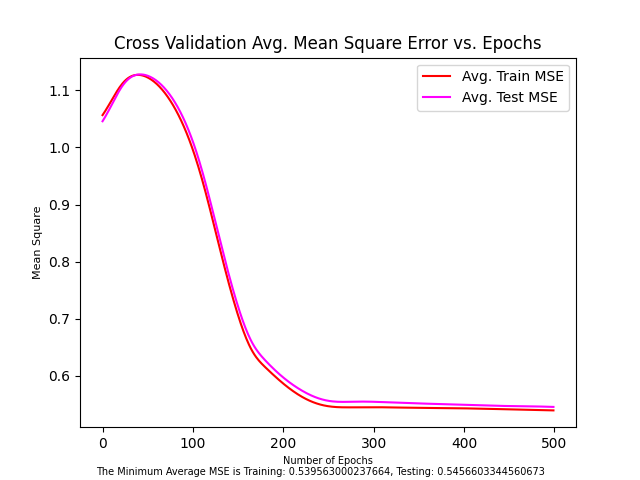 Cross Validation Avg. Mean Square Error vs. Epochs
Avg. Train MSE
Avg. Test MSE
Mean Square
1.1
1.0
0.9
0.8
0.7
0.6
0
100
200
300
400
500
Number of Epochs
The Minimum Average MSE is Training: 0.539563000237664, Testing: 0.5456603344560673